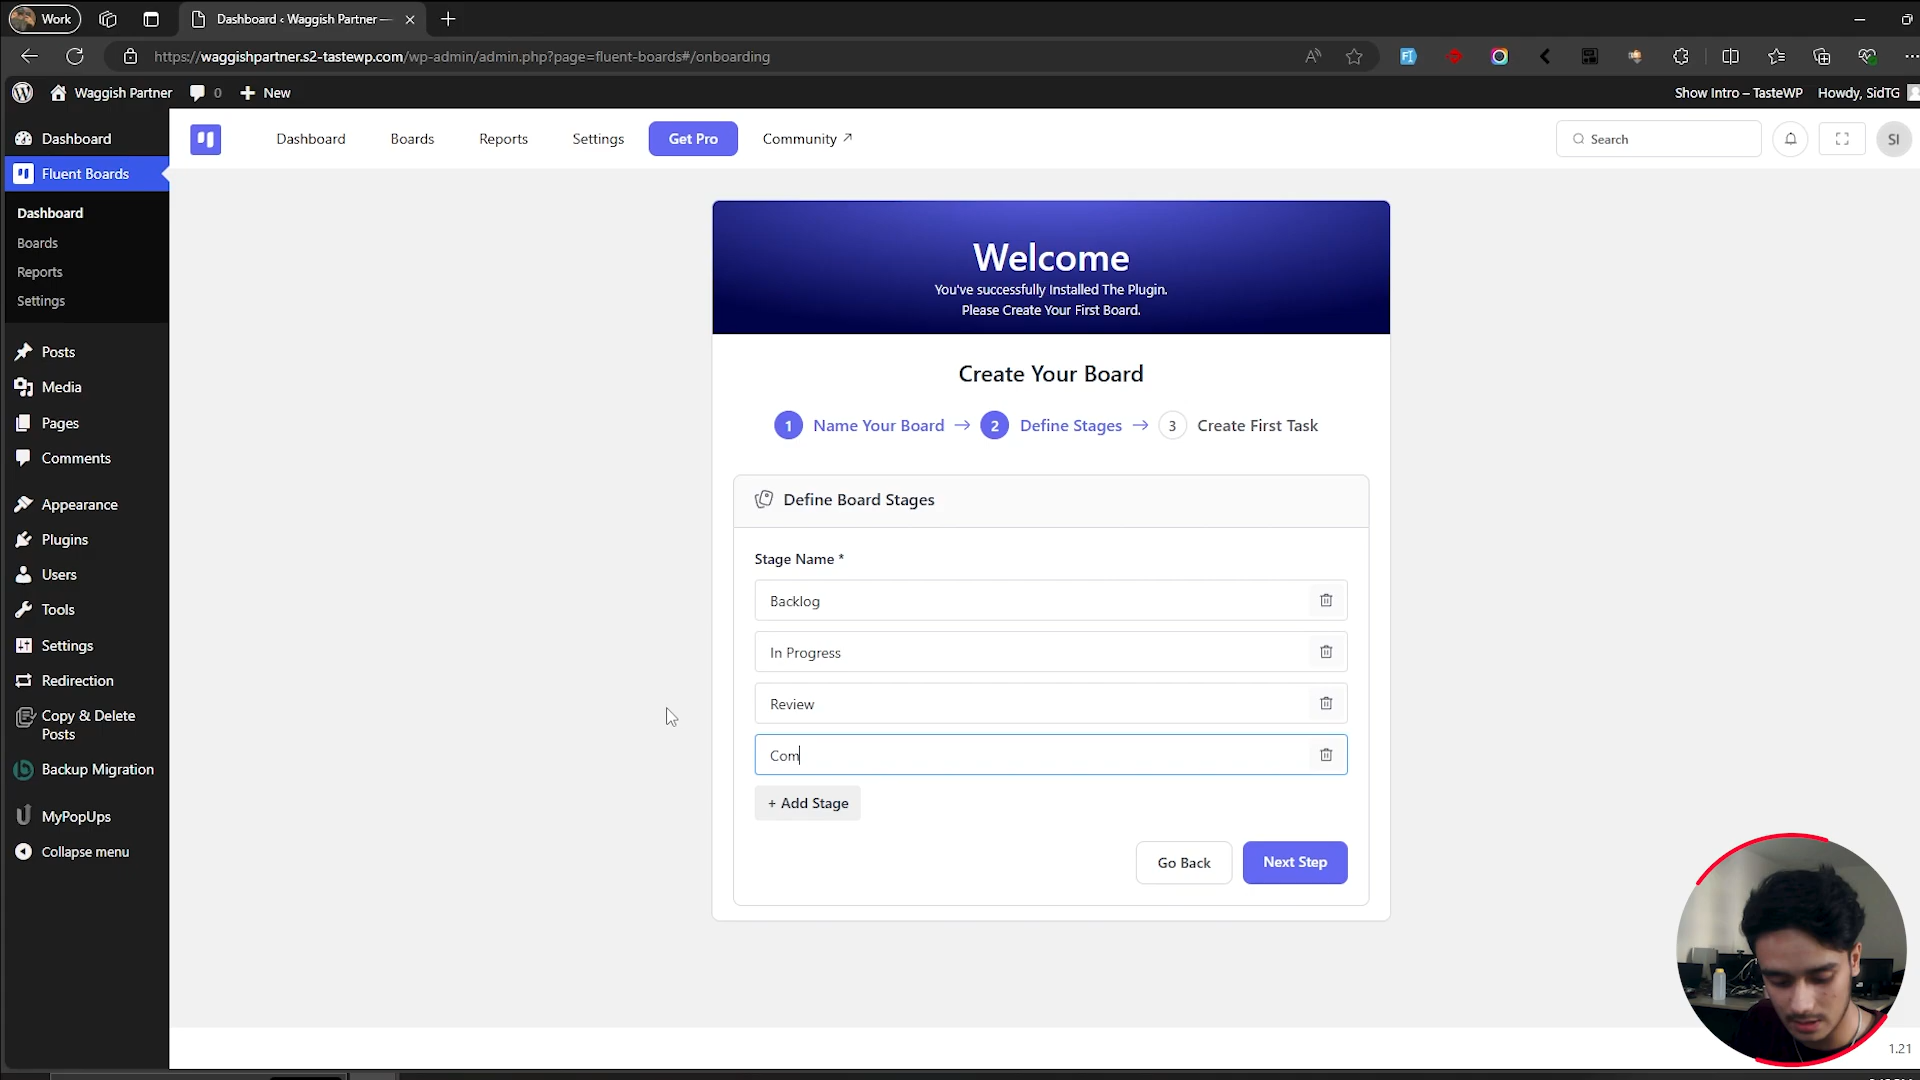 Work
Dashboard ‹ Waggish Partner —
https://waggishpartner.s2-tastewp.com/wp-admin/admin.php?page=fluent-boards#/onboarding
Waggish Partner
0
New
Show Intro – TasteWP
Howdy, SidTG
Dashboard
Fluent Boards
Dashboard
Boards
Reports
Settings
Posts
Media
Pages
Comments
Appearance
Plugins
Users
Tools
Settings
Redirection
Copy & Delete
Posts
Backup Migration
MyPopUps
Collapse menu
Dashboard
Boards
Reports
Settings
Get Pro
Community ↗
Search
SI
Welcome
You've successfully Installed The Plugin.
Please Create Your First Board.
Create Your Board
1 Name Your Board → 2 Define Stages → 3 Create First Task
Define Board Stages
Stage Name *
Backlog
In Progress
Review
Com
+ Add Stage
Go Back
Next Step
1.21